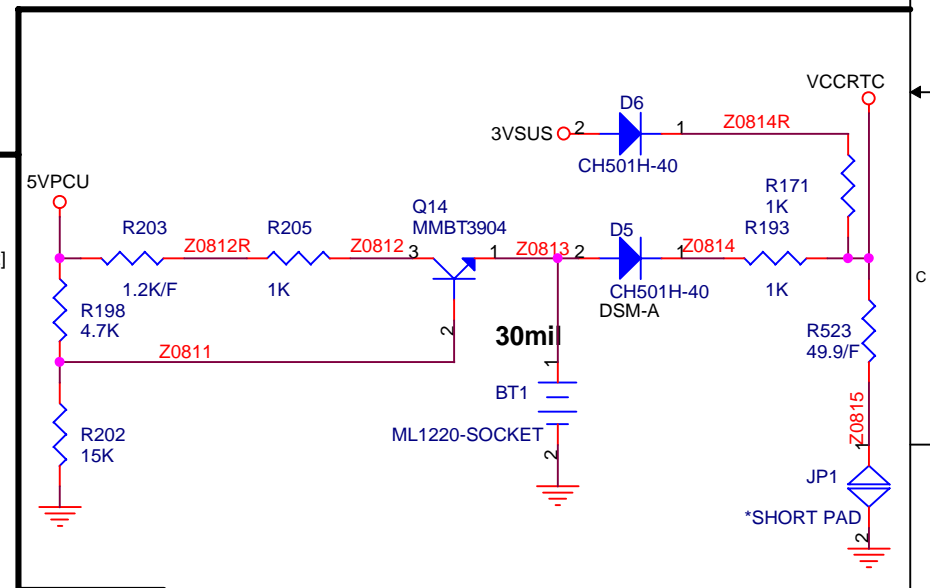 VCCRTC
D6
3VSUS
2
1
Z0814R
CH501H-40
5VPCU
R171
1K
Q14
MMBT3904
R203
Z0812R
R205
Z0812
3
1
Z0813
2
D5
1
Z0814
R193
]
1.2K/F
1K
CH501H-40
DSM-A
1K
C
R198
4.7K
2
30mil
R523
49.9/F
Z0811
1
BT1
Z0815
R202
15K
ML1220-SOCKET
2
1
JP1
*SHORT PAD
2